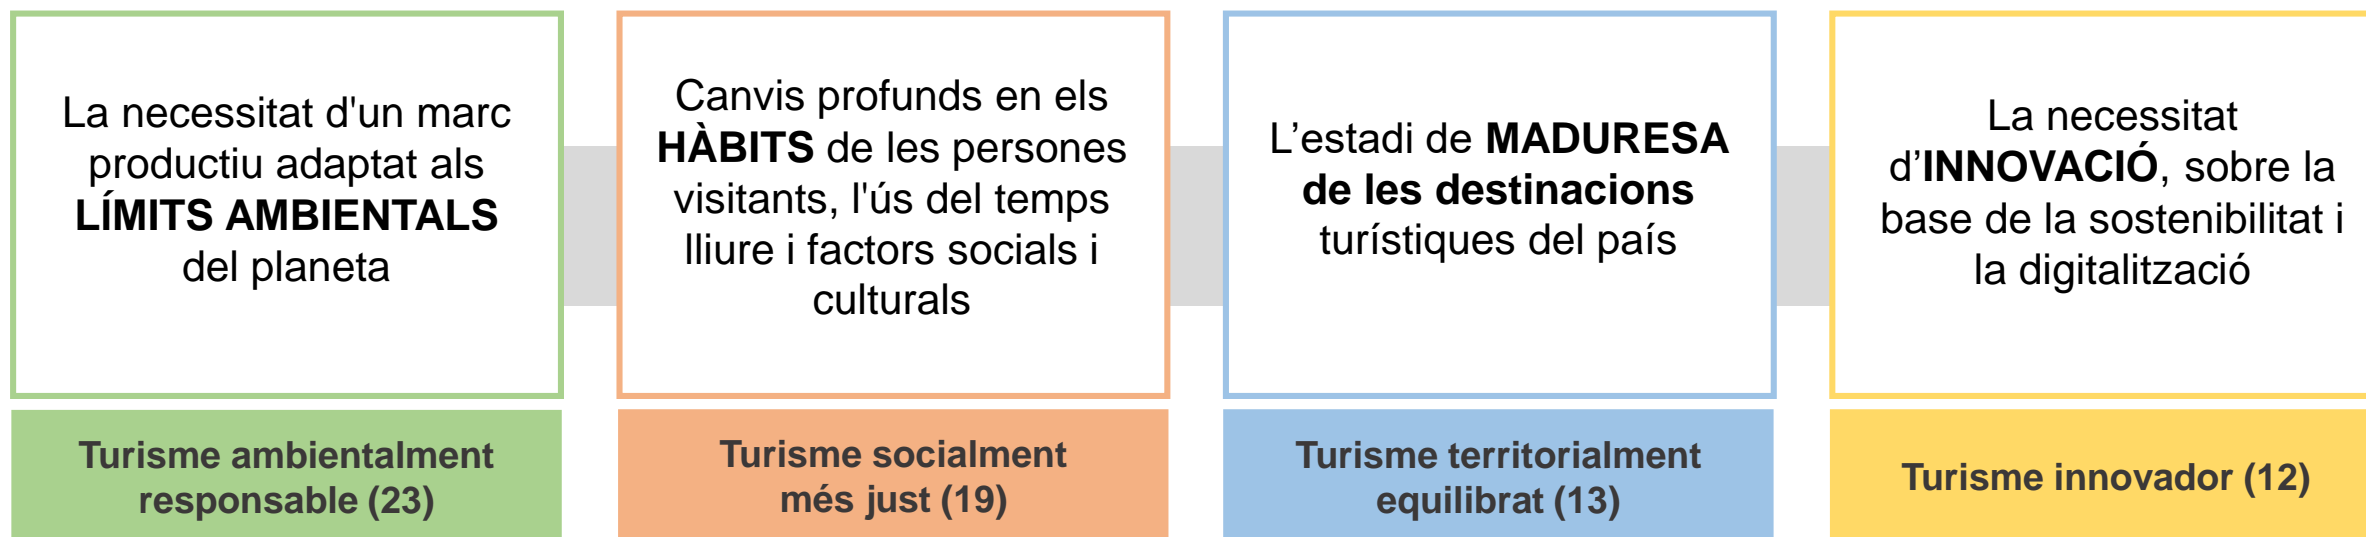 La necessitat d'un marc
productiu adaptat als
LÍMITS AMBIENTALS
del planeta
Turisme ambientalment
responsable (23)
Canvis profunds en els
HÀBITS de les persones
visitants, l'ús del temps
lliure i factors socials i
culturals
Turisme socialment
més just (19)
L’estadi de MADURESA
de les destinacions
turístiques del país
Turisme territorialment
equilibrat (13)
La necessitat
d’INNOVACIÓ, sobre la
base de la sostenibilitat i
la digitalització
Turisme innovador (12)